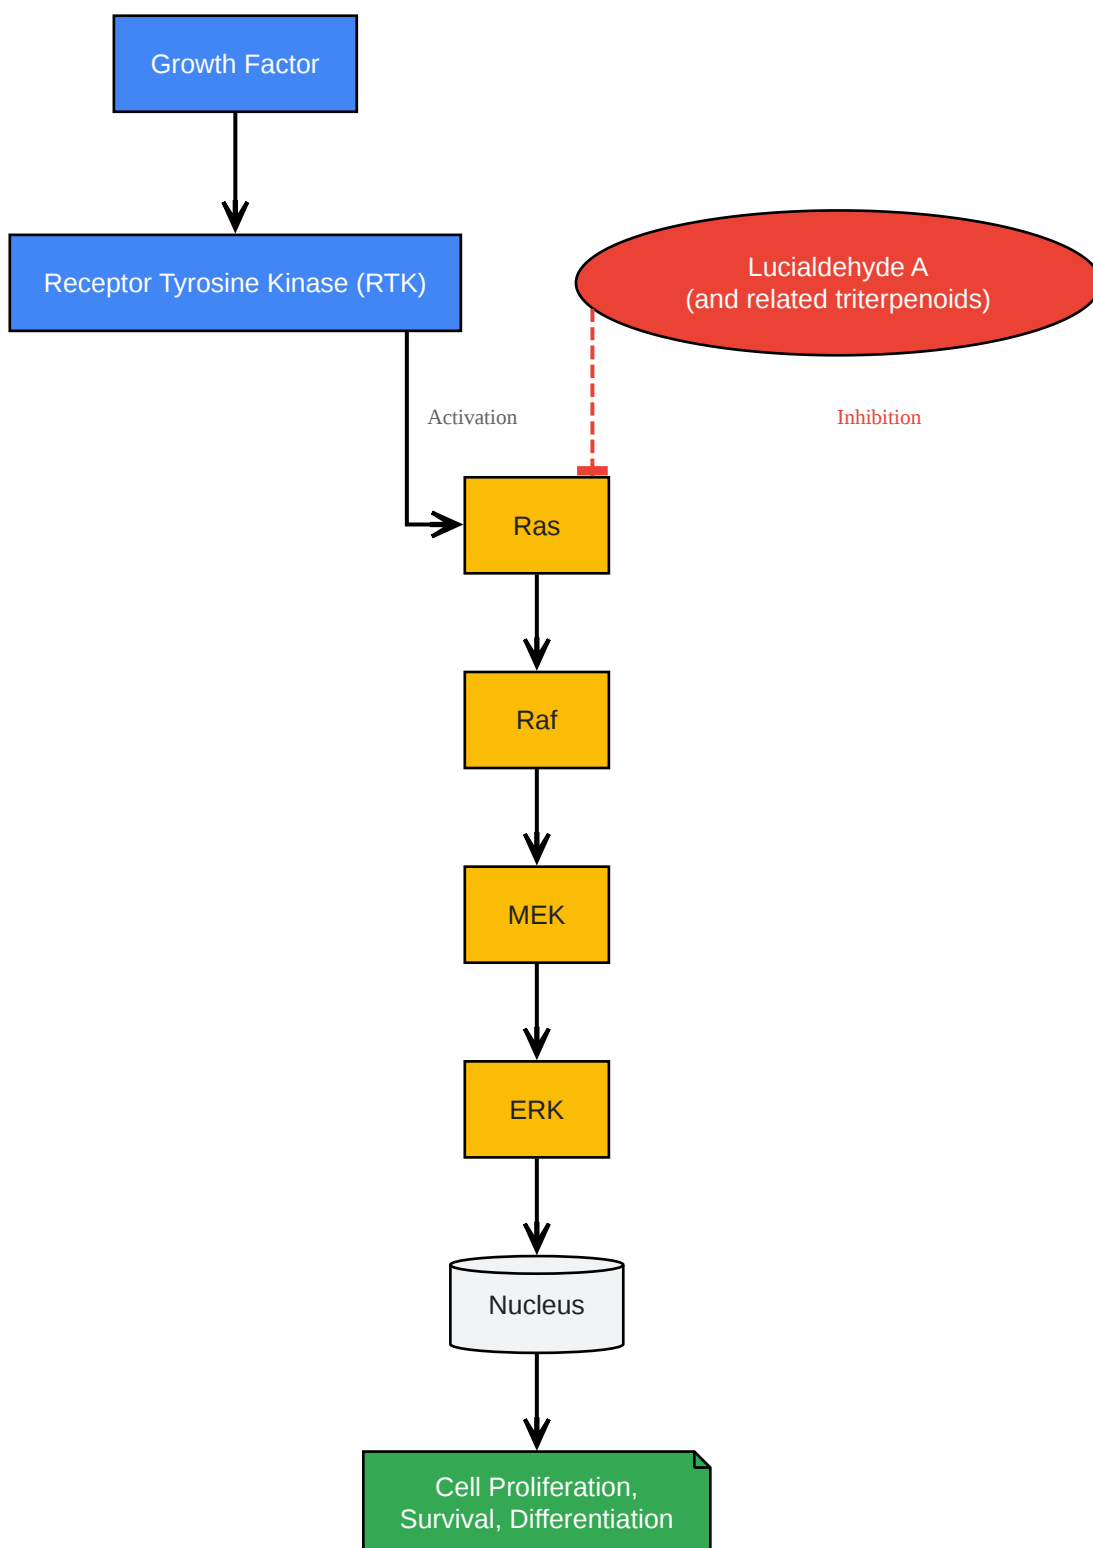 Growth Factor
Receptor Tyrosine Kinase (RTK)
Lucialdehyde A
(and related triterpenoids)
Activation
Inhibition
Ras
Raf
MEK
ERK
Nucleus
Cell Proliferation,
Survival, Differentiation